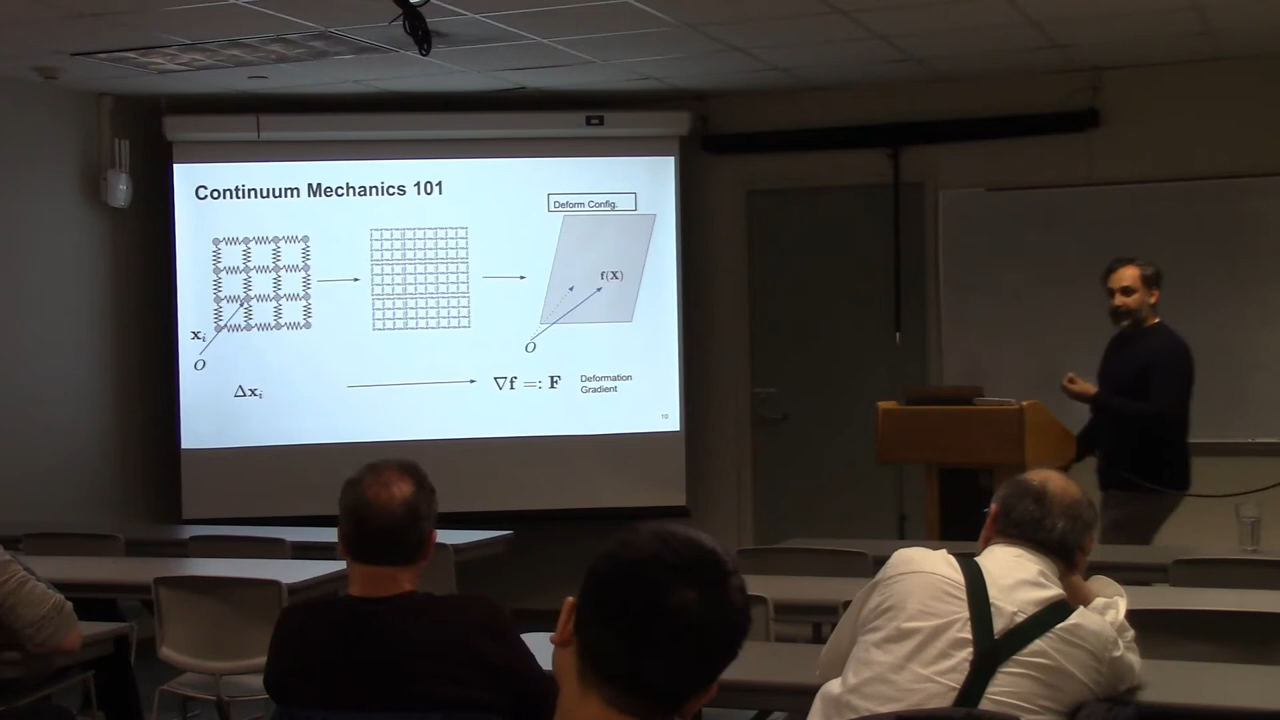 Continuum Mechanics 101
Deform Config.
f(X)
x_i
O
O
Δx_i
∇f =: F
Deformation
Gradient
10